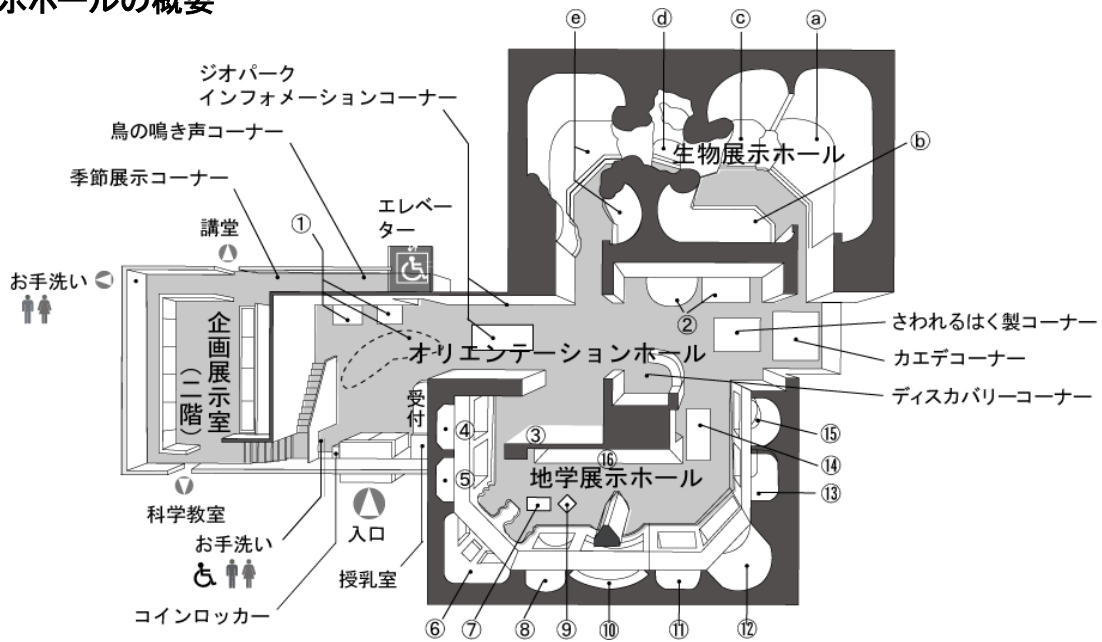 示ホールの概要
ⓔ
ⓓ
ⓒ
ⓐ
ジオパーク
インフォメーションコーナー
鳥の鳴き声コーナー
生物展示ホール
ⓑ
季節展示コーナー
エレベー
ター
①
講堂
お手洗い
②
さわれるはく製コーナー
企画展示室
(二階)
オリエンテーションホール
カエデコーナー
ディスカバリーコーナー
受付
④
③
⑮
⑯
⑭
⑤
地学展示ホール
⑬
科学教室
入口
⑦
⑨
お手洗い
授乳室
コインロッカー
⑥
⑦
⑧
⑨
⑩
⑪
⑫